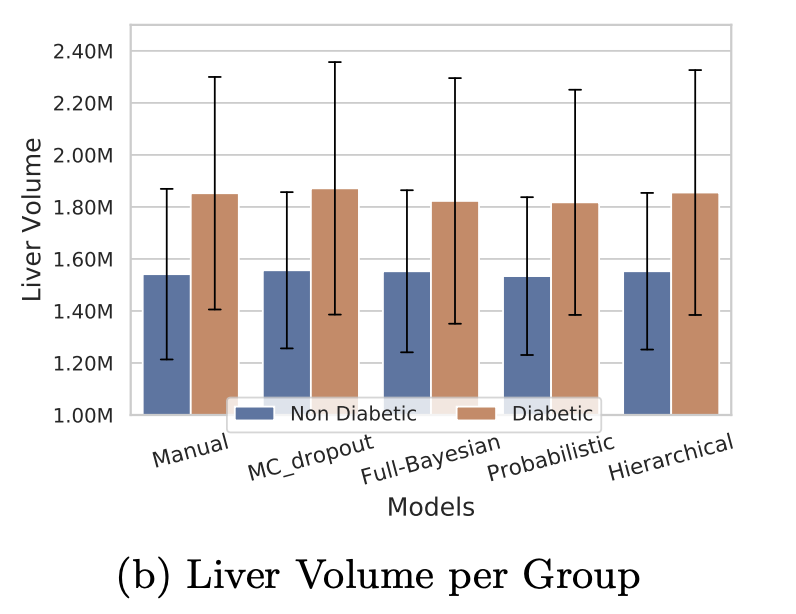 2.40M
2.20M
2.00M
1.80M
1.60M
1.40M
1.20M
1.00M
Liver Volume
Non Diabetic Diabetic
Manual MC_dropout Full-Bayesian Probabilistic Hierarchical
Models
(b) Liver Volume per Group